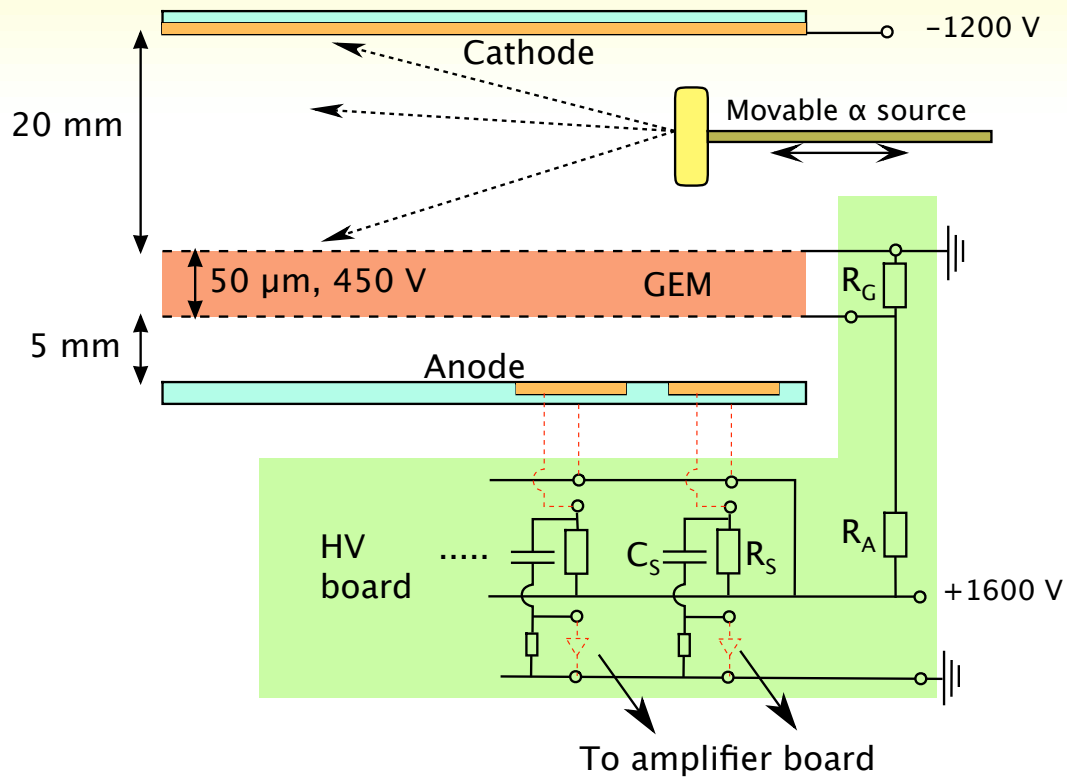 –1200 V
Cathode
Movable α source
20 mm
50 μm, 450 V
GEM
R_G
5 mm
Anode
HV
board
.....
C_S
R_S
R_A
+1600 V
To amplifier board